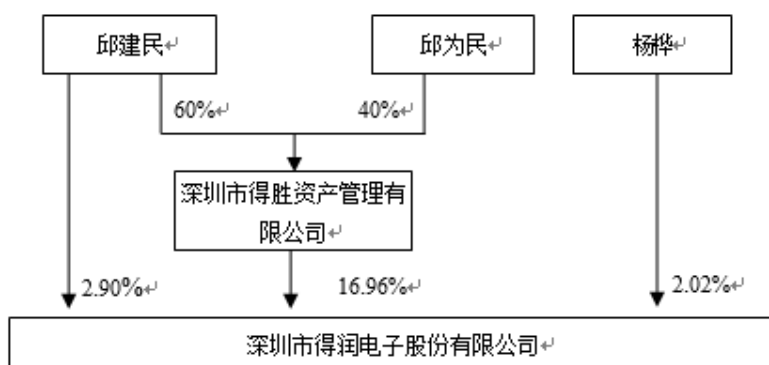 邱建民↵
邱为民↵
杨桦↵
60%↵
40%↵
深圳市得胜资产管理有
限公司↵
2.90%↵
16.96%↵
2.02%↵
深圳市得润电子股份有限公司↵